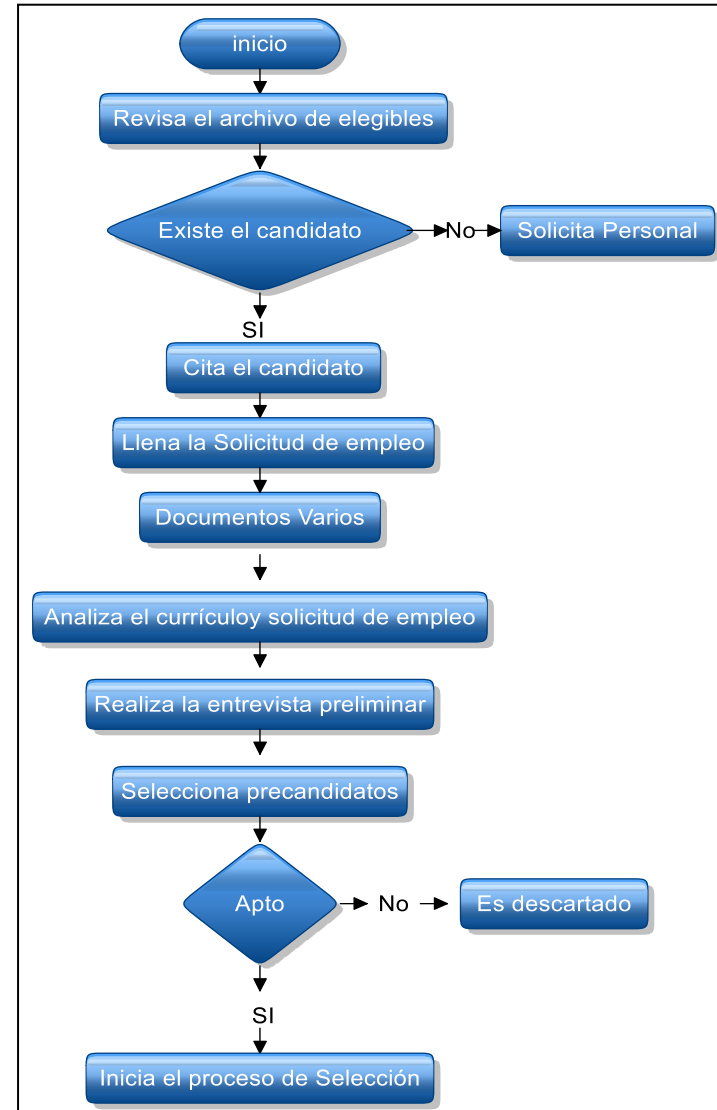 inicio
Revisa el archivo de elegibles
Existe el candidato
No
Solicita Personal
SI
Cita el candidato
Llena la Solicitud de empleo
Documentos Varios
Analiza el currículoy solicitud de empleo
Realiza la entrevista preliminar
Selecciona precandidatos
Apto
No
Es descartado
SI
Inicia el proceso de Selección